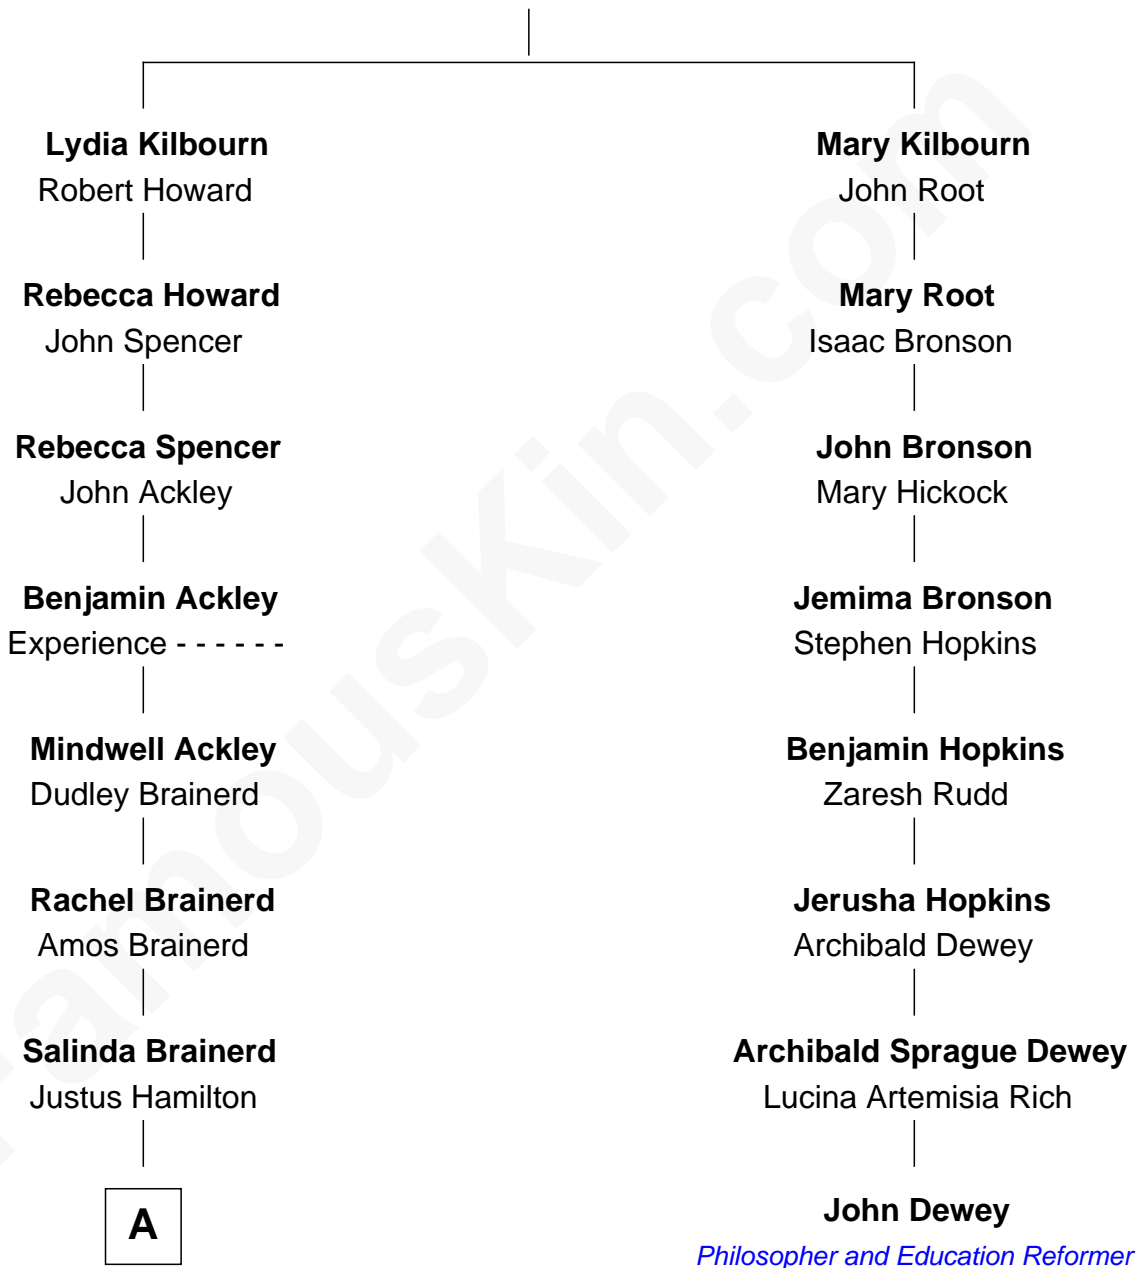 Lydia Kilbourn
Robert Howard
Mary Kilbourn
John Root
Rebecca Howard
John Spencer
Mary Root
Isaac Bronson
Rebecca Spencer
John Ackley
John Bronson
Mary Hickock
Benjamin Ackley
Experience - - - - - -
Jemima Bronson
Stephen Hopkins
Mindwell Ackley
Dudley Brainerd
Benjamin Hopkins
Zaresh Rudd
Rachel Brainerd
Amos Brainerd
Jerusha Hopkins
Archibald Dewey
Salinda Brainerd
Justus Hamilton
Archibald Sprague Dewey
Lucina Artemisia Rich
A
John Dewey
Philosopher and Education Reformer
FamousKin.com